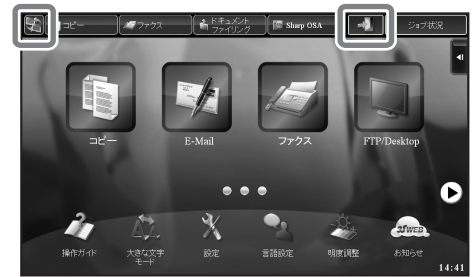 コピー
ファクス
ドキュメント
ファイリング
Sharp OSA
ジョブ状況
コピー
E-Mail
ファクス
FTP/Desktop
操作ガイド
大きな文字
モード
設定
言語設定
明度調整
お知らせ
WEB
14:41